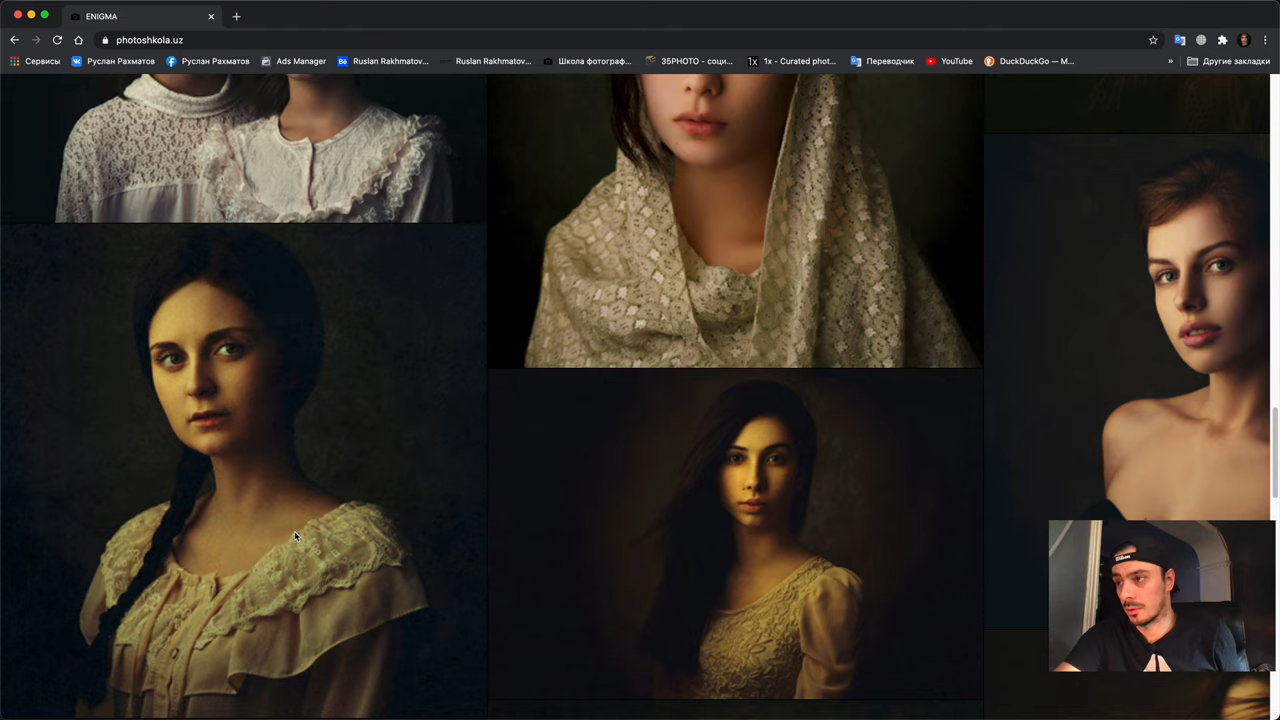 ENIGMA
photoshkola.uz
Сервисы Руслан Рахматов Руслан Рахматов Ads Manager Ruslan Rakhmatov... Ruslan Rakhmatov... Школа фотограф... 35PHOTO - соци... 1x - Curated phot... Переводчик YouTube DuckDuckGo — M... » Другие закладки